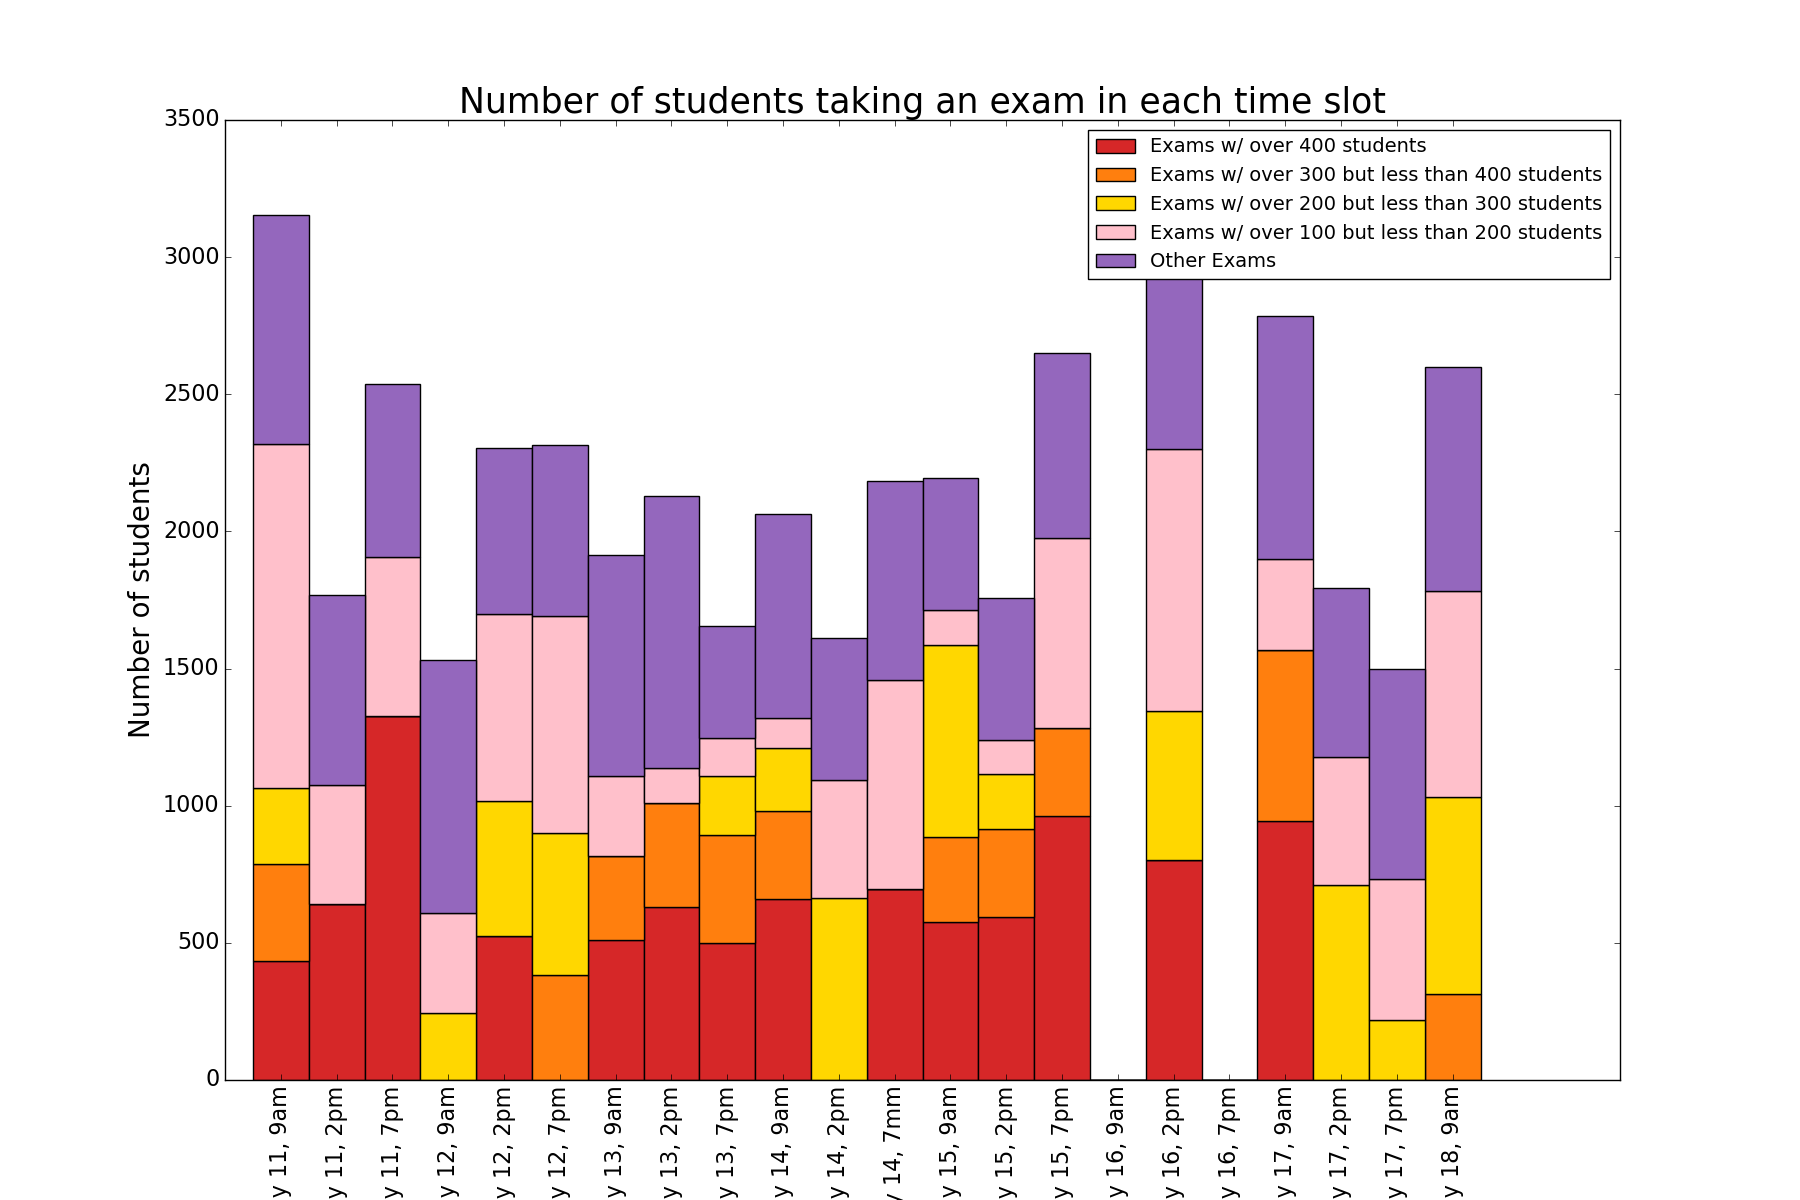 Number of students taking an exam in each time slot
3500
3000
2500
2000
1500
1000
500
0
Number of students
Exams w/ over 400 students
Exams w/ over 300 but less than 400 students
Exams w/ over 200 but less than 300 students
Exams w/ over 100 but less than 200 students
Other Exams
y 11, 9am
y 11, 2pm
y 11, 7pm
y 12, 9am
y 12, 2pm
y 12, 7pm
y 13, 9am
y 13, 2pm
y 13, 7pm
y 14, 9am
y 14, 2pm
y 14, 7mm
y 15, 9am
y 15, 2pm
y 15, 7pm
y 16, 9am
y 16, 2pm
y 16, 7pm
y 17, 9am
y 17, 2pm
y 17, 7pm
y 18, 9am